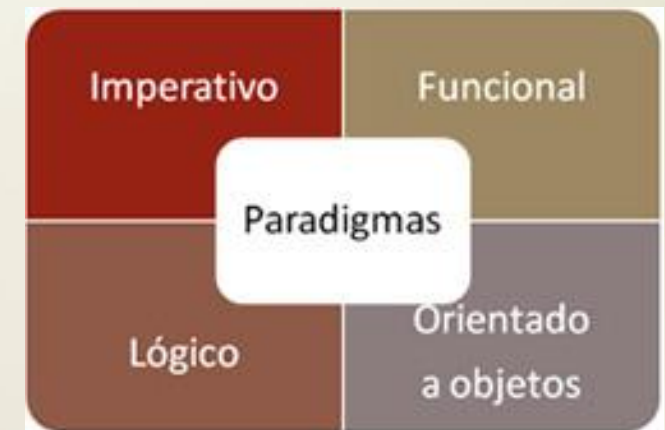 Imperativo
Funcional
Paradigmas
Lógico
Orientado
a objetos